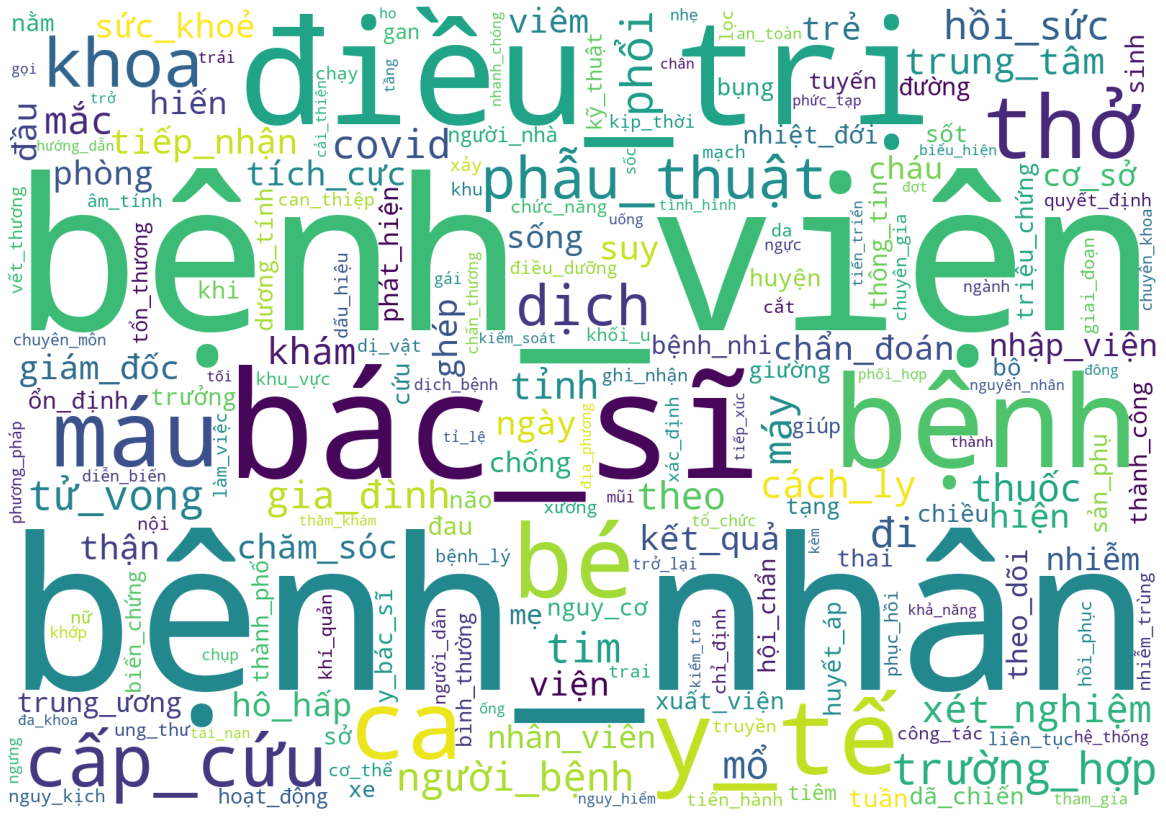 nằm
sức_khoẻ
ho
gan
viêm
nhẹ
lọc
an_toàn
trẻ
hồi_sức
gọi
khoa
trái
điều_trị
nhanh_chóng
kỹ_thuật
phổi
chân
tuyến
trung_tâm
sinh
đầu
trở
hiến
cải_thiện
chạy
tăng
bụng
phức_tạp
đường
thở
hướng_dẫn
mắc
tiếp_nhận
covid
người_nhà
kịp_thời
nhiệt_đới
sốt
biểu_hiện
phòng
tích_cực
xảy
sốc
mạch
cháu
cơ_sở
âm_tính
can_thiệp
khu
phẫu_thuật
đợt
quyết_định
vết_thương
bệnh_viện
tổn_thương
khi
dương_tính
dấu_hiệu
phát_hiện
gái
chấn_thương
chức_năng
uống
tình_hình
sống
suy
da
ngực
điều_dưỡng
huyện
cắt
tiến_triển
thông_tin
chuyên_gia
ngành
triệu_chứng
giai_đoạn
chuyên_khoa
dịch
chuyên_môn
khám
dị_vật
ghép
kiểm_soát
khối_u
bệnh_nhi
chẩn_đoán
nhập_viện
giám_đốc
tối
khu_vực
cứu
dịch_bệnh
tỉnh
ghi_nhận
giường
phối_hợp
bộ
nguyên_nhân
đông
ổn_định
trưởng
bác_sĩ
ngày
máy
giúp
bệnh
thành
thành_công
máu
làm_việc
tỉ_lệ
chống
địa_phương
xác_định
tiếp_xúc
phương_pháp
diễn_biến
tử_vong
gia_đình
não
xương
mũi
theo
cách_ly
thuốc
sản_phụ
nội
thăm_khám
đau
tổ_chức
tạng
chiều
hiện
thận
chăm_sóc
bệnh_lý
bé
kết_quả
trở_lại
kèm
thai
đi
nhiễm
bệnh_nhân
nữ
khớp
biến_chứng
chụp
thành_phố
khí_quản
y_bác_sĩ
người_dân
bình_thường
mẹ
nguy_cơ
tim
trai
kiểm_tra
chỉ_định
hội_chẩn
huyết_áp
phục_hồi
khả_năng
theo_dõi
hồi_phục
nhiễm_trùng
trung_ương
hô_hấp
viện
xuất_viện
đa_khoa
ung_thư
tai_nạn
sở
ca
ống
nhân_viên
y_tế
truyền
xét_nghiệm
công_tác
liên_tục
hệ_thống
ngưng
cấp_cứu
cơ_thể
xe
người_bệnh
mổ
trường_hợp
nguy_kịch
hoạt_động
nguy_hiểm
tiến_hành
tiêm
tuần
dã_chiến
tham_gia